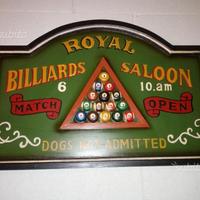 ROYAL
BILLIARDS SALOON
6 10.am
MATCH OPEN
DOGS NOT ADMITTED